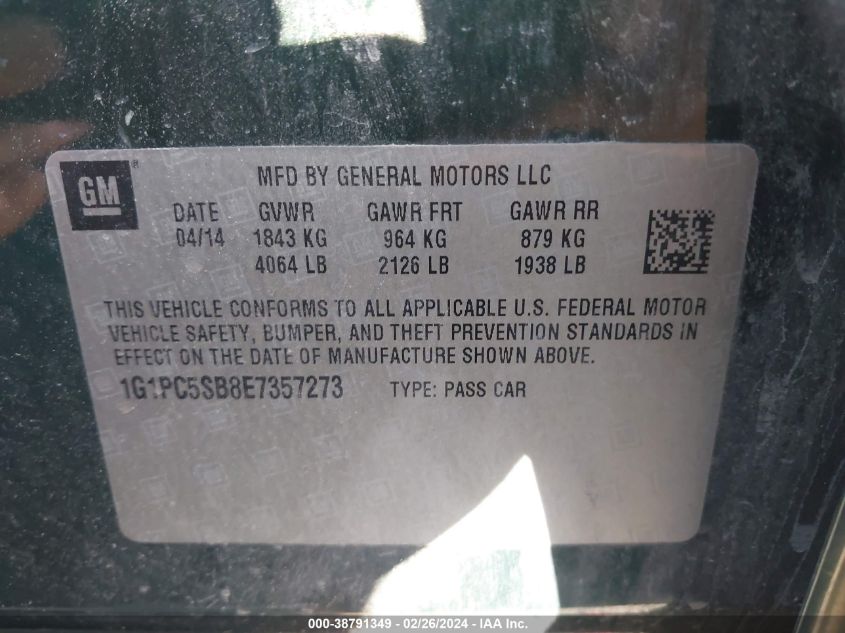 GM ®
MFD BY GENERAL MOTORS LLC
DATE GVWR GAWR FRT GAWR RR
04/14 1843 KG 964 KG 879 KG
4064 LB 2126 LB 1938 LB
THIS VEHICLE CONFORMS TO ALL APPLICABLE U.S. FEDERAL MOTOR
VEHICLE SAFETY, BUMPER, AND THEFT PREVENTION STANDARDS IN
EFFECT ON THE DATE OF MANUFACTURE SHOWN ABOVE.
1G1PC5SB8E7357273 TYPE: PASS CAR
000-38791349 - 02/26/2024 - IAA Inc.